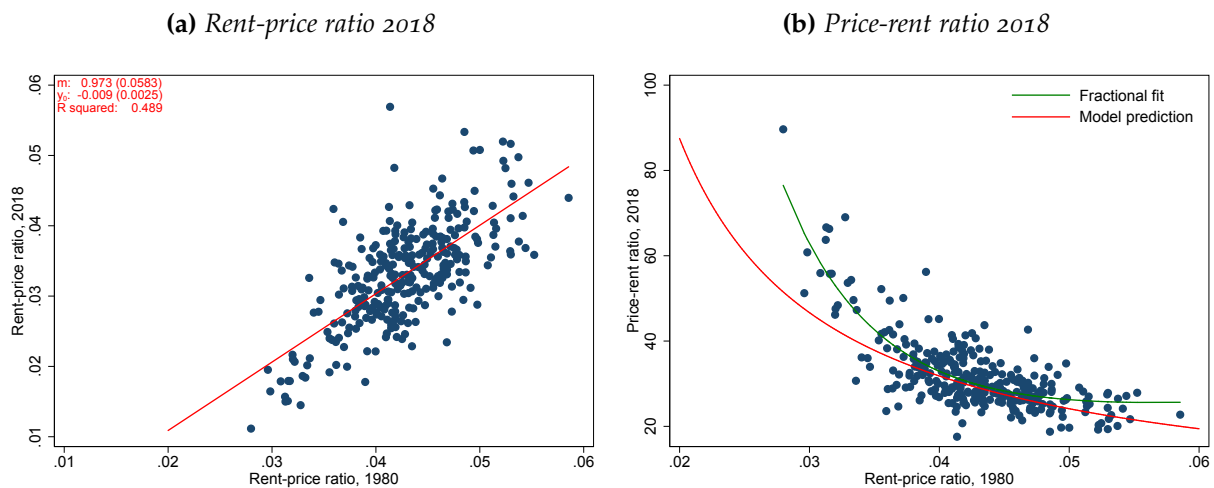 (a) Rent-price ratio 2018
(b) Price-rent ratio 2018
m: 0.973 (0.0583)
y₀: -0.009 (0.0025)
R squared: 0.489
Rent-price ratio, 2018
.06
.05
.04
.03
.02
.01
.01
.02
.03
.04
.05
.06
Rent-price ratio, 1980
Fractional fit
Model prediction
Price-rent ratio, 2018
100
80
60
40
20
.02
.03
.04
.05
.06
Rent-price ratio, 1980